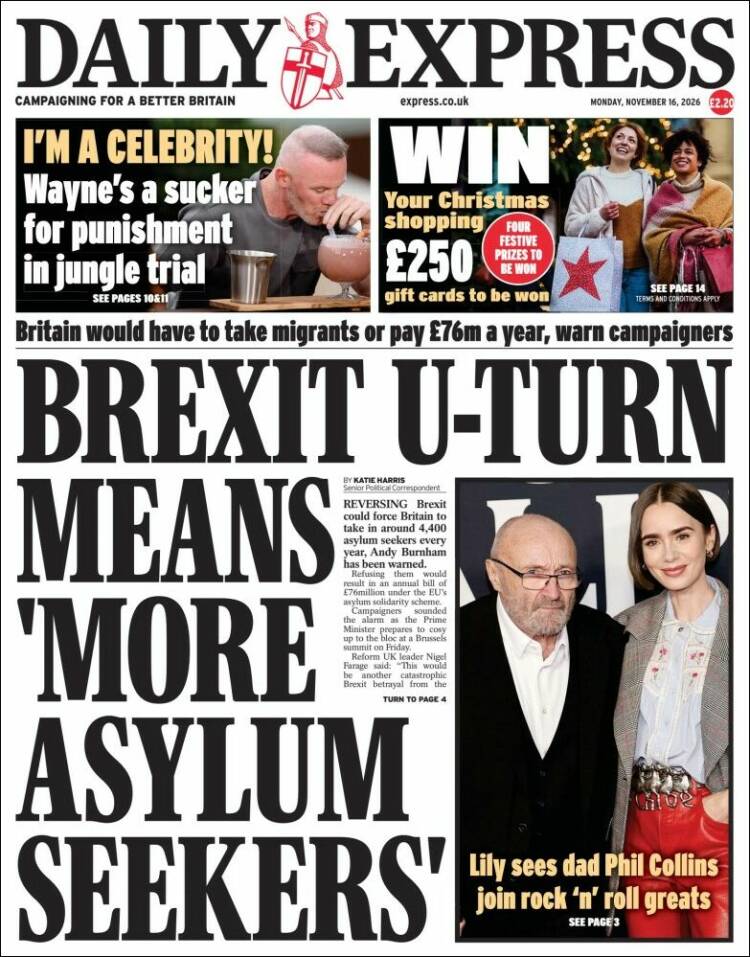 DAILY EXPRESS
CAMPAIGNING FOR A BETTER BRITAIN
express.co.uk
MONDAY, NOVEMBER 16, 2026
£2.20
I'M A CELEBRITY!
Wayne's a sucker
for punishment
in jungle trial
SEE PAGES 10&11
WIN
Your Christmas
shopping
£250
gift cards to be won
FOUR
FESTIVE
PRIZES TO
BE WON
SEE PAGE 14
TERMS AND CONDITIONS APPLY
Britain would have to take migrants or pay £76m a year, warn campaigners
BREXIT U-TURN
MEANS
'MORE
ASYLUM
SEEKERS'
BY KATIE HARRIS
Senior Political Correspondent
REVERSING Brexit
could force Britain to
take in around 4,400
asylum seekers every
year, Andy Burnham
has been warned.
Refusing them would
result in an annual bill of
£76million under the EU's
asylum solidarity scheme.
Campaigners sounded
the alarm as the Prime
Minister prepares to cosy
up to the bloc at a Brussels
summit on Friday.
Reform UK leader Nigel
Farage said: "This would
be another catastrophic
Brexit betrayal from the
TURN TO PAGE 4
Lily sees dad Phil Collins
join rock 'n' roll greats
SEE PAGE 3